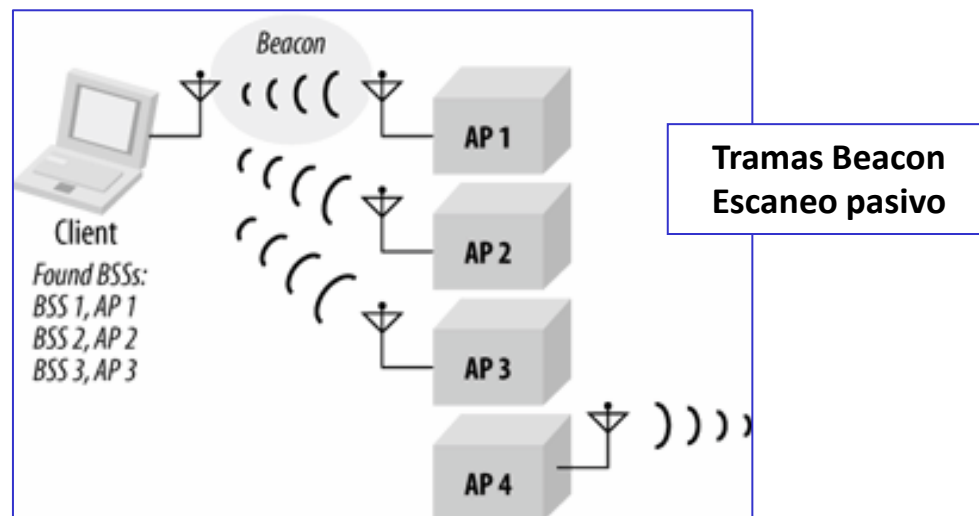 Beacon
AP 1
Tramas Beacon
Escaneo pasivo
AP 2
Client
Found BSSs:
BSS 1, AP 1
BSS 2, AP 2
BSS 3, AP 3
AP 3
AP 4